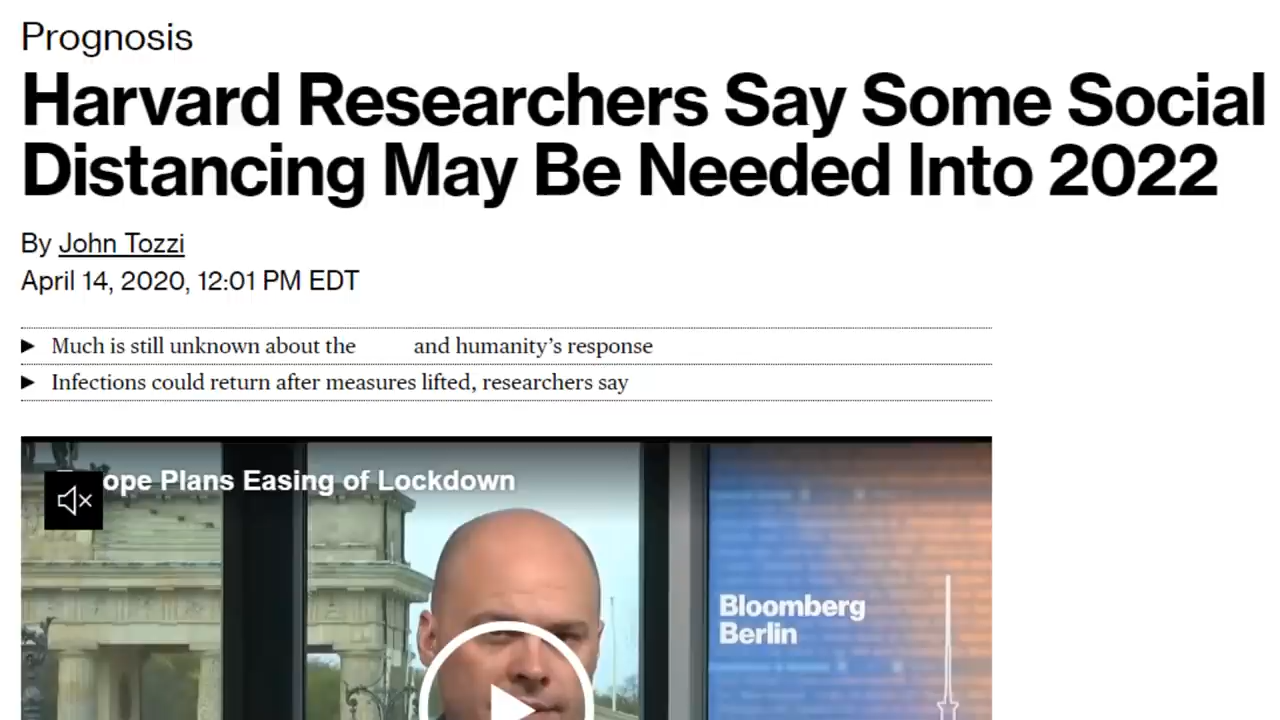 Prognosis
Harvard Researchers Say Some Social
Distancing May Be Needed Into 2022
By John Tozzi
April 14, 2020, 12:01 PM EDT
Much is still unknown about the and humanity's response
Infections could return after measures lifted, researchers say
ope Plans Easing of Lockdown
Bloomberg
Berlin